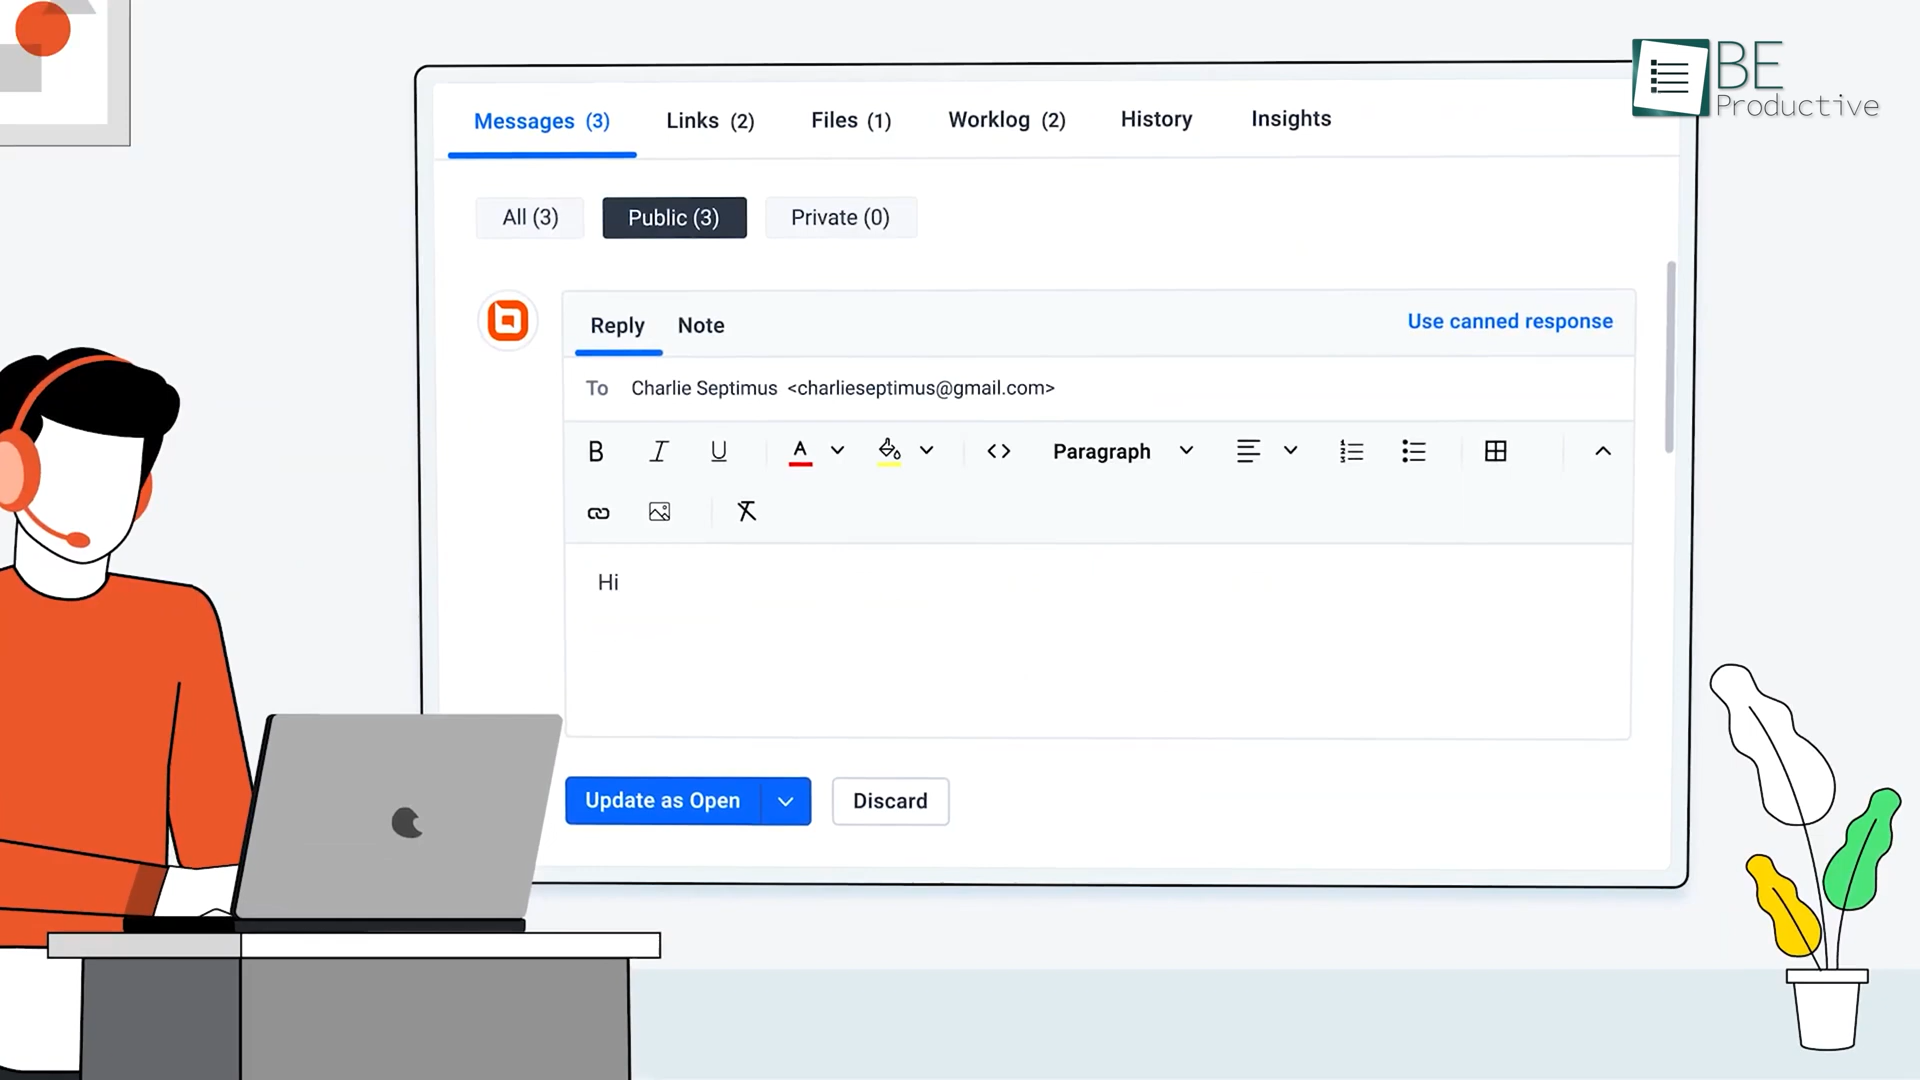 BE
Productive
Messages (3) Links (2) Files (1) Worklog (2) History Insights
All (3) Public (3) Private (0)
Reply Note Use canned response
To Charlie Septimus <charlieseptimus@gmail.com>
B I U A Paragraph
Hi
Update as Open Discard